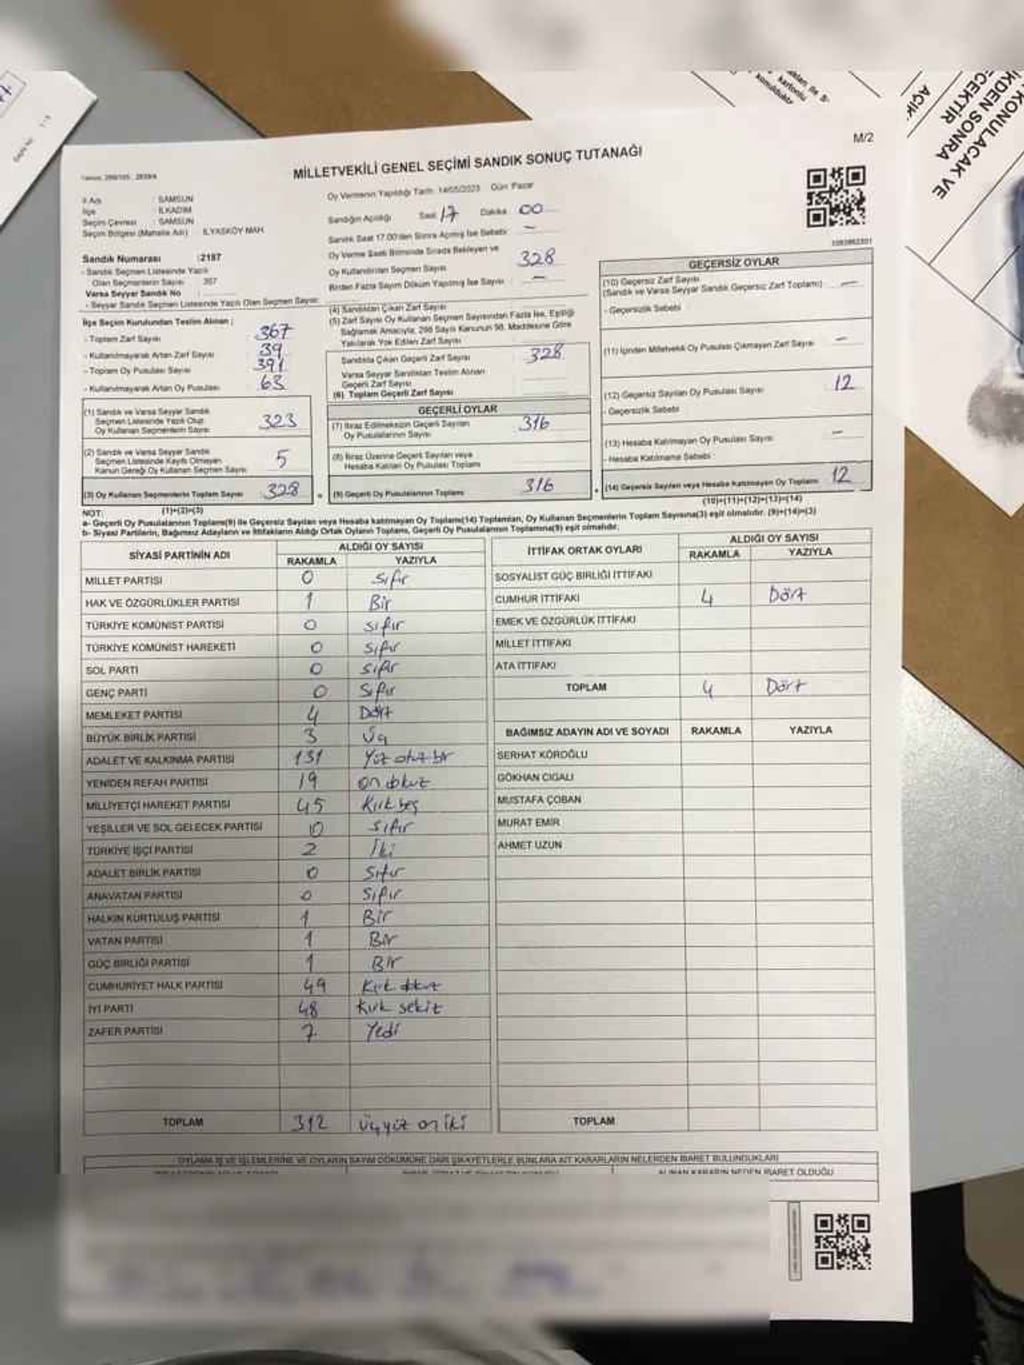 M/2
MİLLETVEKİLİ GENEL SEÇİMİ SANDIK SONUÇ TUTANAĞI
İl Adı : SAMSUN
İlçe : İLKADIM
Seçim Çevresi : SAMSUN
Seçim Bölgesi (Mahalle Adı) : İLYASKÖY MAH.
Sandık Numarası :2187
- Sandık Seçmen Listesinde Yazılı
Olan Seçmenlerin Sayısı : 357
Varsa Seyyar Sandık No :
- Seyyar Sandık Seçmen Listesinde Yazılı Olan Seçmen Sayısı:
Oy Vermenin Yapıldığı Tarih: 14/05/2023 Gün: Pazar
Sandığın Açıldığı Saat 17 Dakika 00
Sandık Saat 17.00'den Sonra Açılmış İse Sebebi: —
Oy Verme Saati Bitiminde Sırada Bekleyen ve
Oy Kullandırılan Seçmen Sayısı 328
Birden Fazla Sayım Döküm Yapılmış İse Sayısı : —
İlçe Seçim Kurulundan Teslim Alınan ;
- Toplam Zarf Sayısı 367
- Kullanılmayarak Artan Zarf Sayısı 39
- Toplam Oy Pusulası Sayısı 391
- Kullanılmayarak Artan Oy Pusulası 63
(1) Sandık ve Varsa Seyyar Sandık
Seçmen Listesinde Yazılı Olup
Oy Kullanan Seçmenlerin Sayısı 323
(2) Sandık ve Varsa Seyyar Sandık
Seçmen Listesinde Kayıtlı Olmayan
Kanun Gereği Oy Kullanan Seçmen Sayısı 5
(3) Oy Kullanan Seçmenlerin Toplam Sayısı 328
(1)+(2)=(3)
(4) Sandıktan Çıkan Zarf Sayısı
(5) Zarf Sayısı Oy Kullanan Seçmen Sayısından Fazla İse, Eşitliği
Sağlamak Amacıyla, 298 Sayılı Kanunun 98. Maddesine Göre
Yakılarak Yok Edilen Zarf Sayısı
Sandıkta Çıkan Geçerli Zarf Sayısı 328
Varsa Seyyar Sandıktan Teslim Alınan
Geçerli Zarf Sayısı
(6) Toplam Geçerli Zarf Sayısı
GEÇERLİ OYLAR
(7) İtiraz Edilmeksizin Geçerli Sayılan
Oy Pusulalarının Sayısı 316
(8) İtiraz Üzerine Geçerli Sayılan veya
Hesaba Katılan Oy Pusulası Toplamı
(9) Geçerli Oy Pusulalarının Toplamı 316
GEÇERSİZ OYLAR
(10) Geçersiz Zarf Sayısı
(Sandık ve Varsa Seyyar Sandık Geçersiz Zarf Toplamı) : —
- Geçersizlik Sebebi
(11) İçinden Milletvekili Oy Pusulası Çıkmayan Zarf Sayısı —
(12) Geçersiz Sayılan Oy Pusulası Sayısı 12
- Geçersizlik Sebebi
(13) Hesaba Katılmayan Oy Pusulası Sayısı —
- Hesaba Katılmama Sebebi :
(14) Geçersiz Sayılan veya Hesaba Katılmayan Oy Toplamı 12
(10)+(11)+(12)+(13)=(14)
NOT:
a- Geçerli Oy Pusulalarının Toplamı(9) ile Geçersiz Sayılan veya Hesaba katılmayan Oy Toplamı(14) Toplamları, Oy Kullanan Seçmenlerin Toplam Sayısına(3) eşit olmalıdır. (9)+(14)=(3)
b- Siyasi Partilerin, Bağımsız Adayların ve İttifakların Aldığı Ortak Oyların Toplamı, Geçerli Oy Pusulalarının Toplamına(9) eşit olmalıdır.
SİYASİ PARTİNİN ADI ALDIĞI OY SAYISI
RAKAMLA YAZIYLA
MİLLET PARTİSİ 0 sıfır
HAK VE ÖZGÜRLÜKLER PARTİSİ 1 Bir
TÜRKİYE KOMÜNİST PARTİSİ 0 sıfır
TÜRKİYE KOMÜNİST HAREKETİ 0 sıfır
SOL PARTİ 0 sıfır
GENÇ PARTİ 0 sıfır
MEMLEKET PARTİSİ 4 Dört
BÜYÜK BİRLİK PARTİSİ 3 Üç
ADALET VE KALKINMA PARTİSİ 131 Yüz otuz bir
YENİDEN REFAH PARTİSİ 19 on dokuz
MİLLİYETÇİ HAREKET PARTİSİ 45 Kırk beş
YEŞİLLER VE SOL GELECEK PARTİSİ 0 sıfır
TÜRKİYE İŞÇİ PARTİSİ 2 İki
ADALET BİRLİK PARTİSİ 0 Sıfır
ANAVATAN PARTİSİ 0 Sıfır
HALKIN KURTULUŞ PARTİSİ 1 Bir
VATAN PARTİSİ 1 Bir
GÜÇ BİRLİĞİ PARTİSİ 1 Bir
CUMHURİYET HALK PARTİSİ 49 Kırk dokuz
İYİ PARTİ 48 Kırk sekiz
ZAFER PARTİSİ 7 Yedi
TOPLAM 312 üçyüz on iki
İTTİFAK ORTAK OYLARI ALDIĞI OY SAYISI
RAKAMLA YAZIYLA
SOSYALİST GÜÇ BİRLİĞİ İTTİFAKI
CUMHUR İTTİFAKI 4 Dört
EMEK VE ÖZGÜRLÜK İTTİFAKI
MİLLET İTTİFAKI
ATA İTTİFAKI
TOPLAM 4 Dört
BAĞIMSIZ ADAYIN ADI VE SOYADI RAKAMLA YAZIYLA
SERHAT KÖROĞLU
GÖKHAN CIGALI
MUSTAFA ÇOBAN
MURAT EMİR
AHMET UZUN
TOPLAM
OYLAMA İŞ VE İŞLEMLERİNE VE OYLARIN SAYIM DÖKÜMÜNE DAİR ŞİKAYETLERLE BUNLARA AİT KARARLARIN NELERDEN İBARET BULUNDUKLARI
ALINAN KARARIN NEDEN İBARET OLDUĞU
KONULACAK VE
KDEN SONRA
CEKTİR